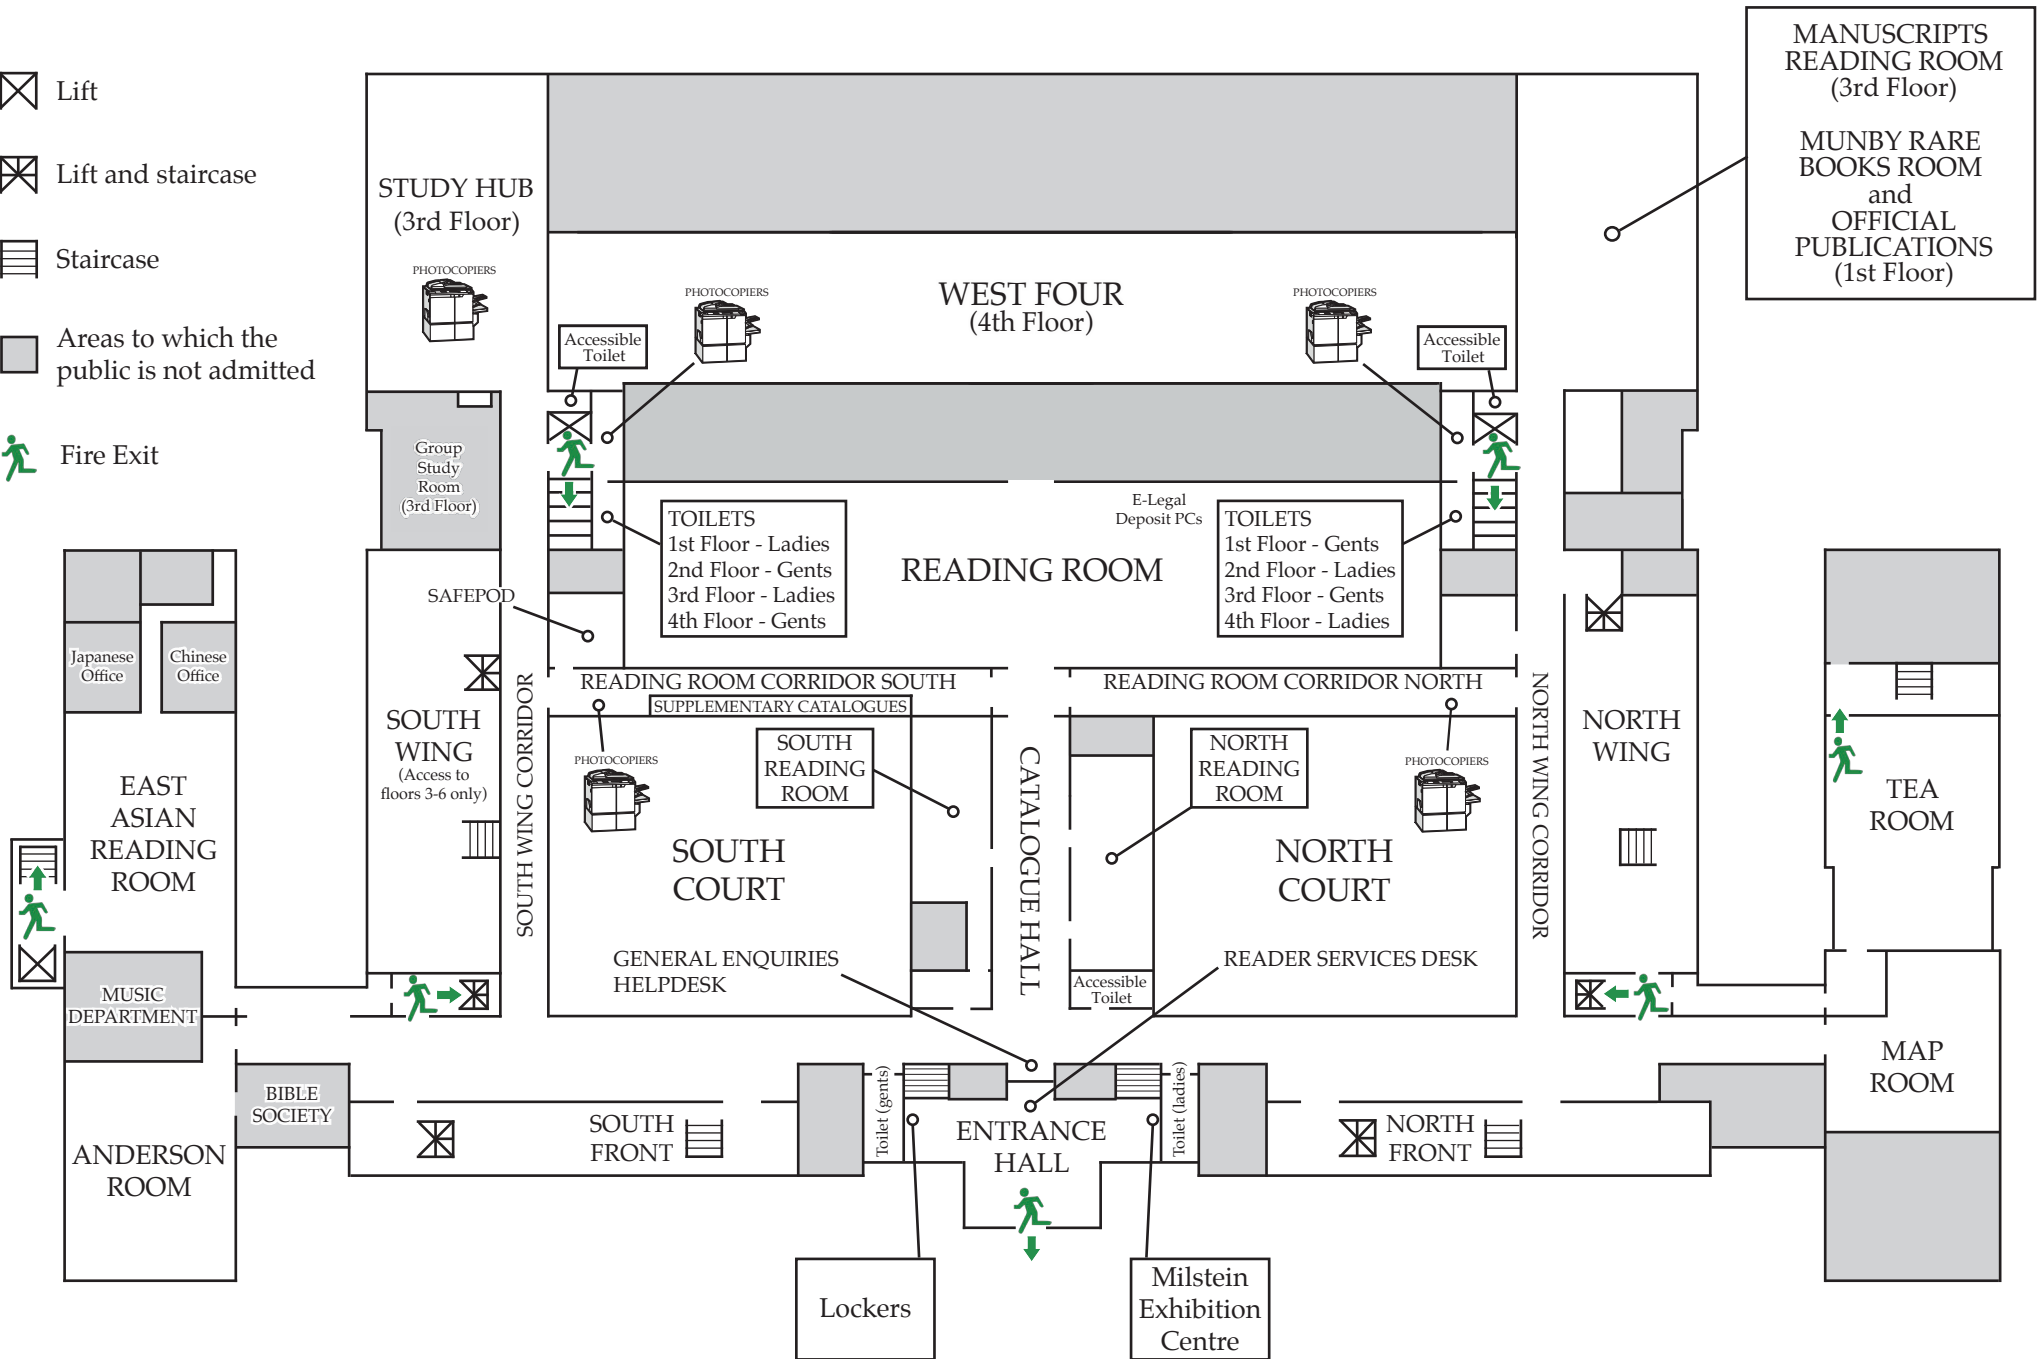 Lift
Lift and staircase
Staircase
Areas to which the
public is not admitted
Fire Exit
MANUSCRIPTS
READING ROOM
(3rd Floor)
MUNBY RARE
BOOKS ROOM
and
OFFICIAL
PUBLICATIONS
(1st Floor)
STUDY HUB
(3rd Floor)
PHOTOCOPIERS
PHOTOCOPIERS
WEST FOUR
(4th Floor)
PHOTOCOPIERS
Accessible
Toilet
Accessible
Toilet
Group
Study
Room
(3rd Floor)
TOILETS
1st Floor - Ladies
2nd Floor - Gents
3rd Floor - Ladies
4th Floor - Gents
E-Legal
Deposit PCs
TOILETS
1st Floor - Gents
2nd Floor - Ladies
3rd Floor - Gents
4th Floor - Ladies
READING ROOM
SAFEPOD
Japanese
Office
Chinese
Office
READING ROOM CORRIDOR SOUTH
READING ROOM CORRIDOR NORTH
SUPPLEMENTARY CATALOGUES
SOUTH
WING
(Access to
floors 3-6 only)
SOUTH WING CORRIDOR
PHOTOCOPIERS
SOUTH
READING
ROOM
CATALOGUE HALL
NORTH
READING
ROOM
PHOTOCOPIERS
NORTH WING CORRIDOR
NORTH
WING
TEA
ROOM
EAST
ASIAN
READING
ROOM
SOUTH
COURT
NORTH
COURT
GENERAL ENQUIRIES
HELPDESK
READER SERVICES DESK
Accessible
Toilet
MUSIC
DEPARTMENT
BIBLE
SOCIETY
ANDERSON
ROOM
SOUTH
FRONT
Toilet (gents)
ENTRANCE
HALL
Toilet (ladies)
NORTH
FRONT
MAP
ROOM
Lockers
Milstein
Exhibition
Centre